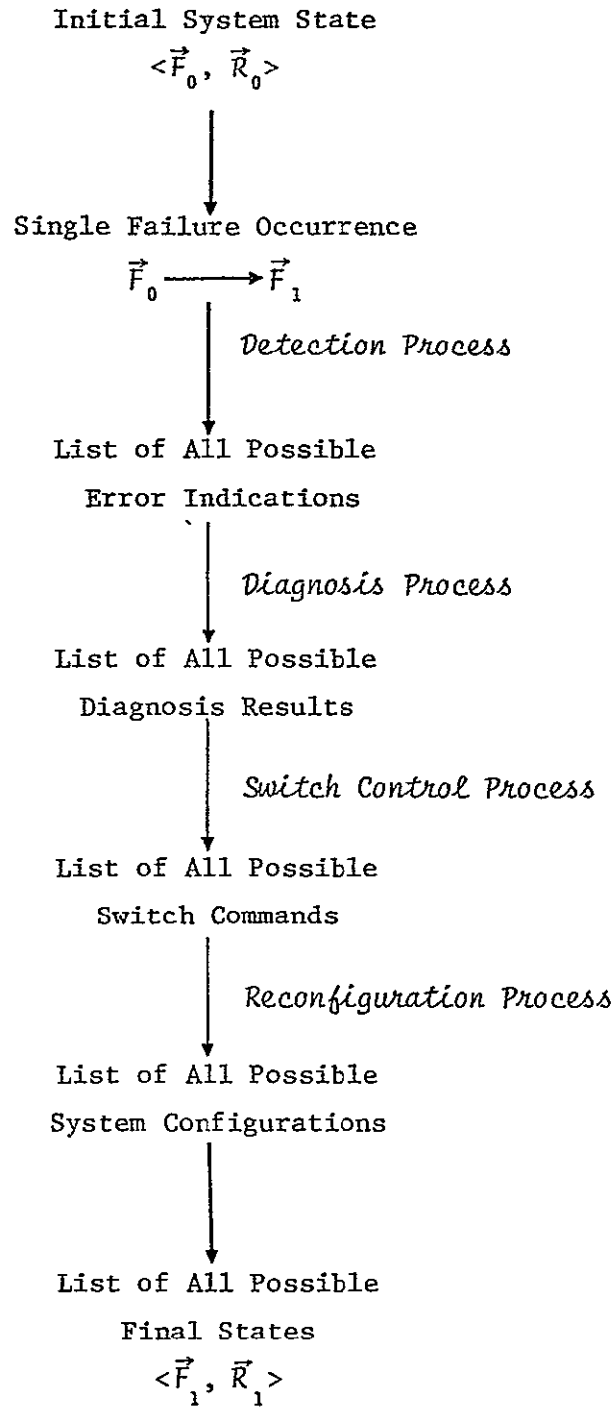 Initial System State
<F⃗₀, R⃗₀>
Single Failure Occurrence
F⃗₀ ⟶ F⃗₁
Detection Process
List of All Possible
Error Indications
Diagnosis Process
List of All Possible
Diagnosis Results
Switch Control Process
List of All Possible
Switch Commands
Reconfiguration Process
List of All Possible
System Configurations
List of All Possible
Final States
<F⃗₁, R⃗₁>